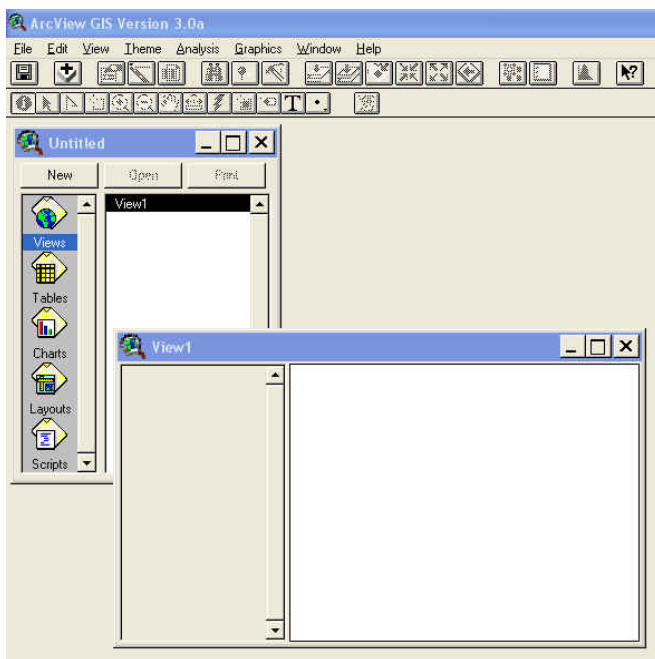 ArcView GIS Version 3.0a
File Edit View Theme Analysis Graphics Window Help
T
Untitled
New Open Print
View1
Views
Tables
Charts
Layouts
Scripts
View1